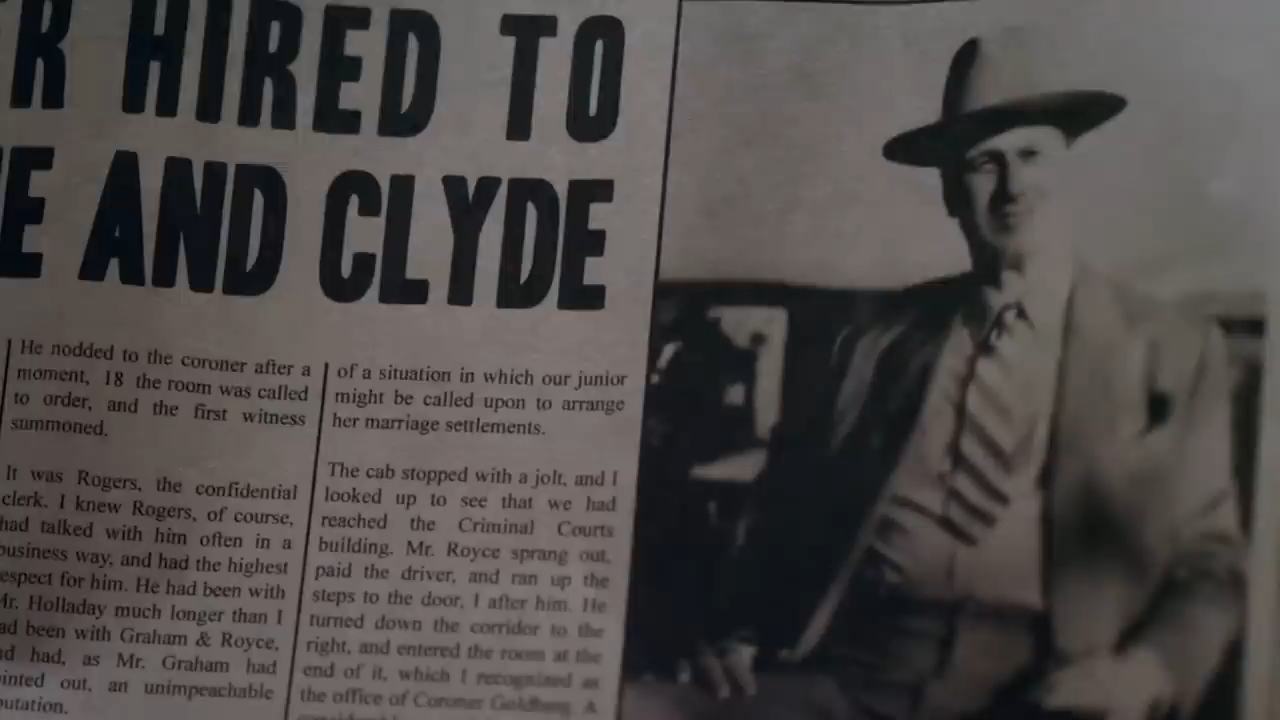 R HIRED TO
E AND CLYDE
He nodded to the coroner after a
moment, 18 the room was called
to order, and the first witness
summoned.
It was Rogers, the confidential
clerk. I knew Rogers, of course,
had talked with him often in a
business way, and had the highest
espect for him. He had been with
Mr. Holladay much longer than I
ad been with Graham & Royce,
nd had, as Mr. Graham had
inted out, an unimpeachable
putation.
of a situation in which our junior
might be called upon to arrange
her marriage settlements.
The cab stopped with a jolt, and I
looked up to see that we had
reached the Criminal Courts
building. Mr. Royce sprang out,
paid the driver, and ran up the
steps to the door, I after him. He
turned down the corridor to the
right, and entered the room at the
end of it, which I recognized as
the office of Coroner Goldberg. A